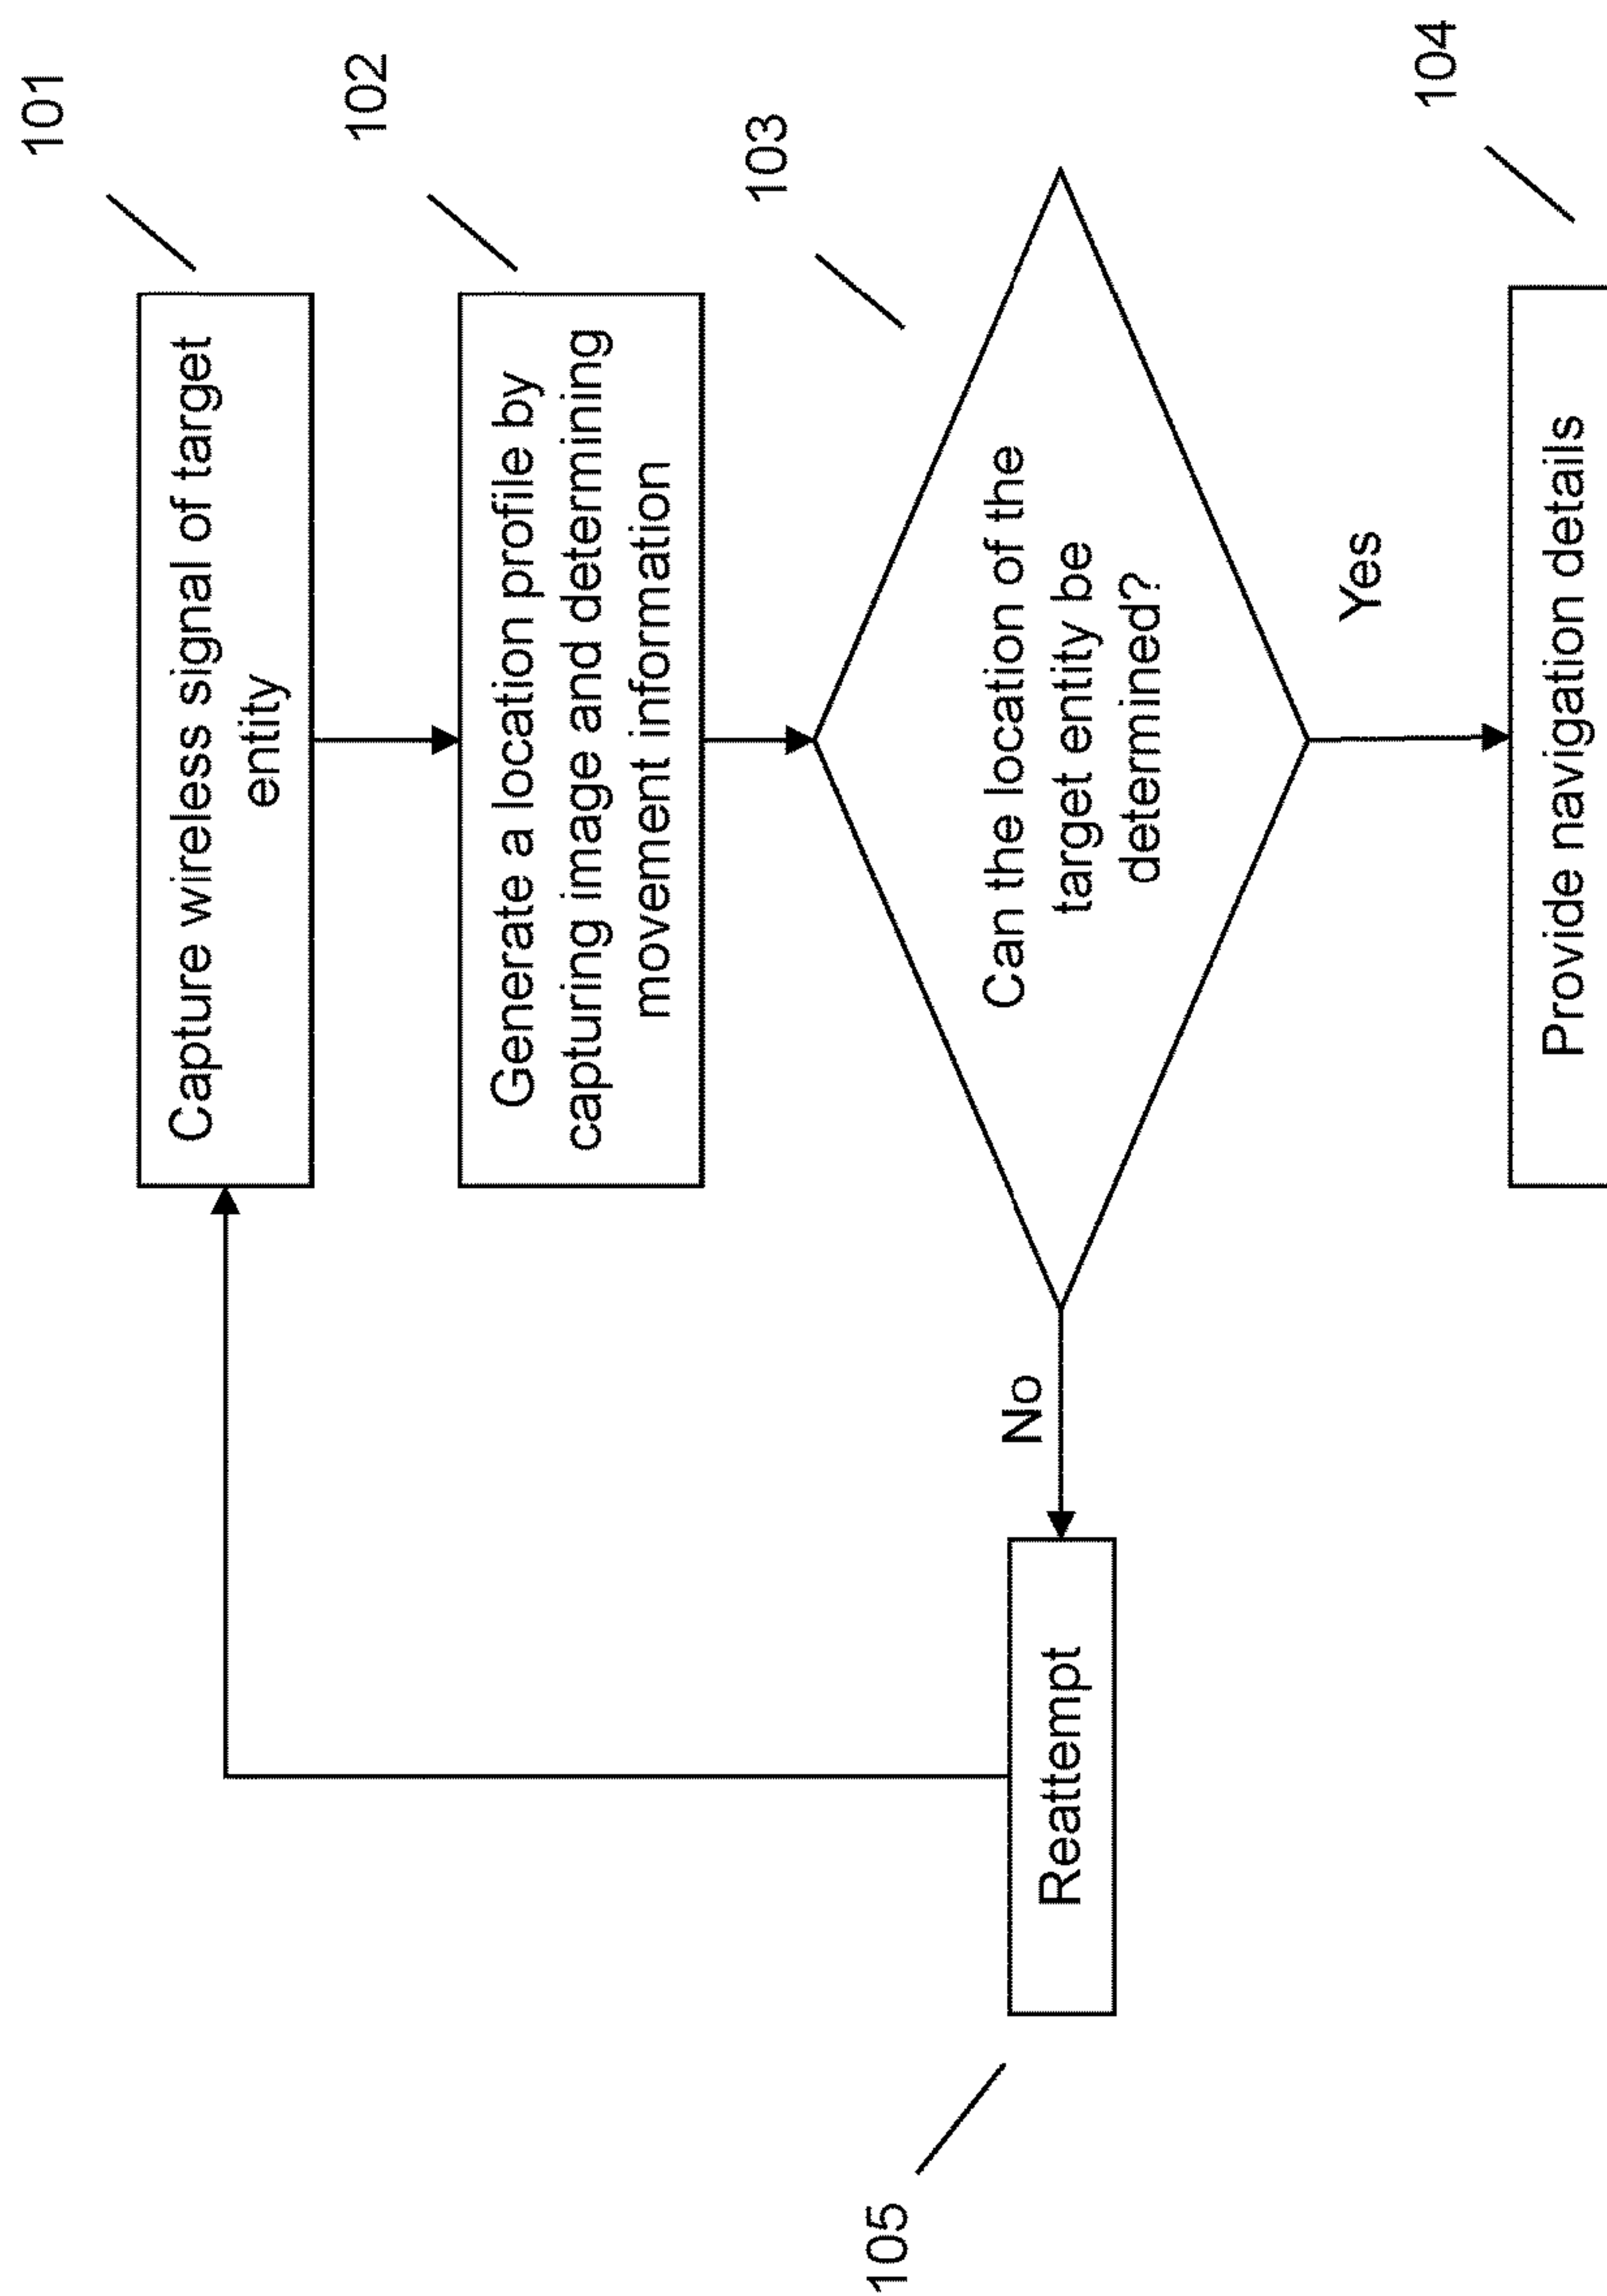 101
Capture wireless signal of target
entity
102
Generate a location profile by
capturing image and determining
movement information
103
Can the location of the
target entity be
determined?
No
Reattempt
105
Yes
104
Provide navigation details